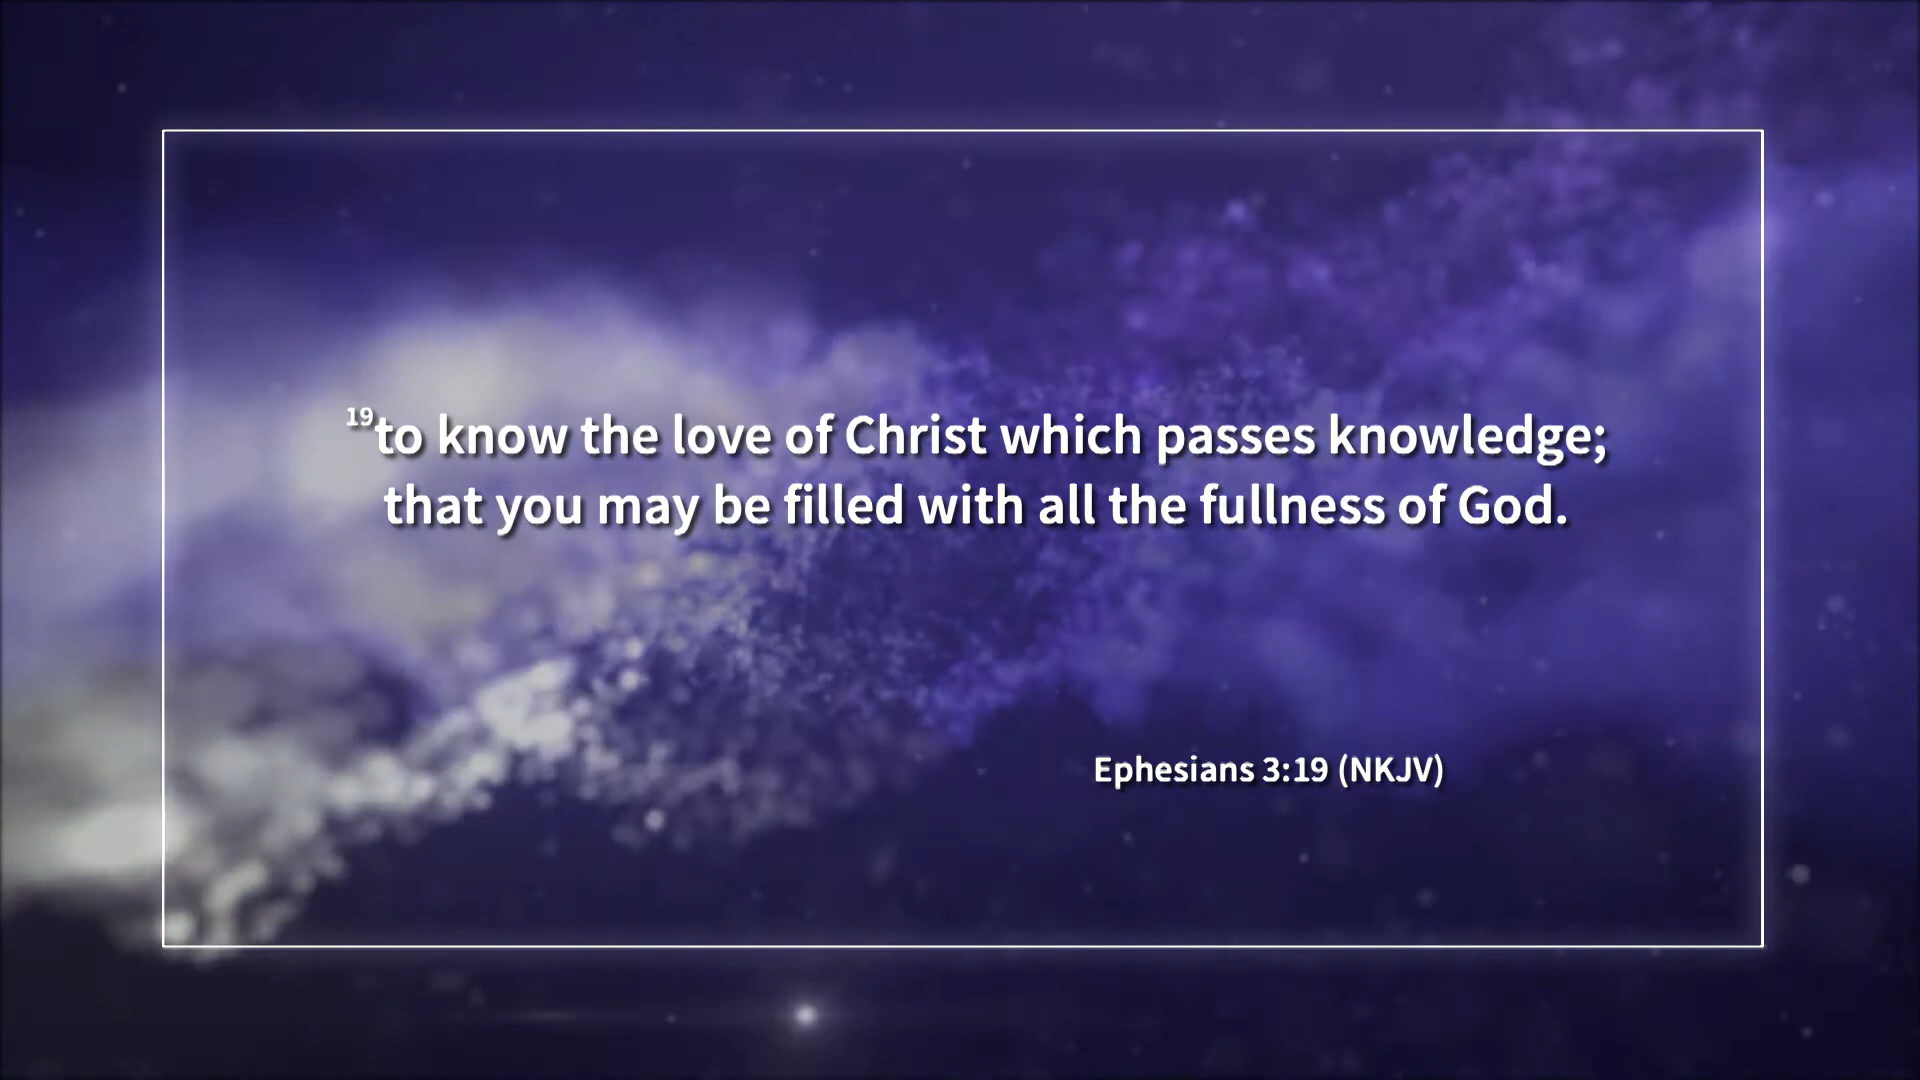 19to know the love of Christ which passes knowledge;
that you may be filled with all the fullness of God.
Ephesians 3:19 (NKJV)